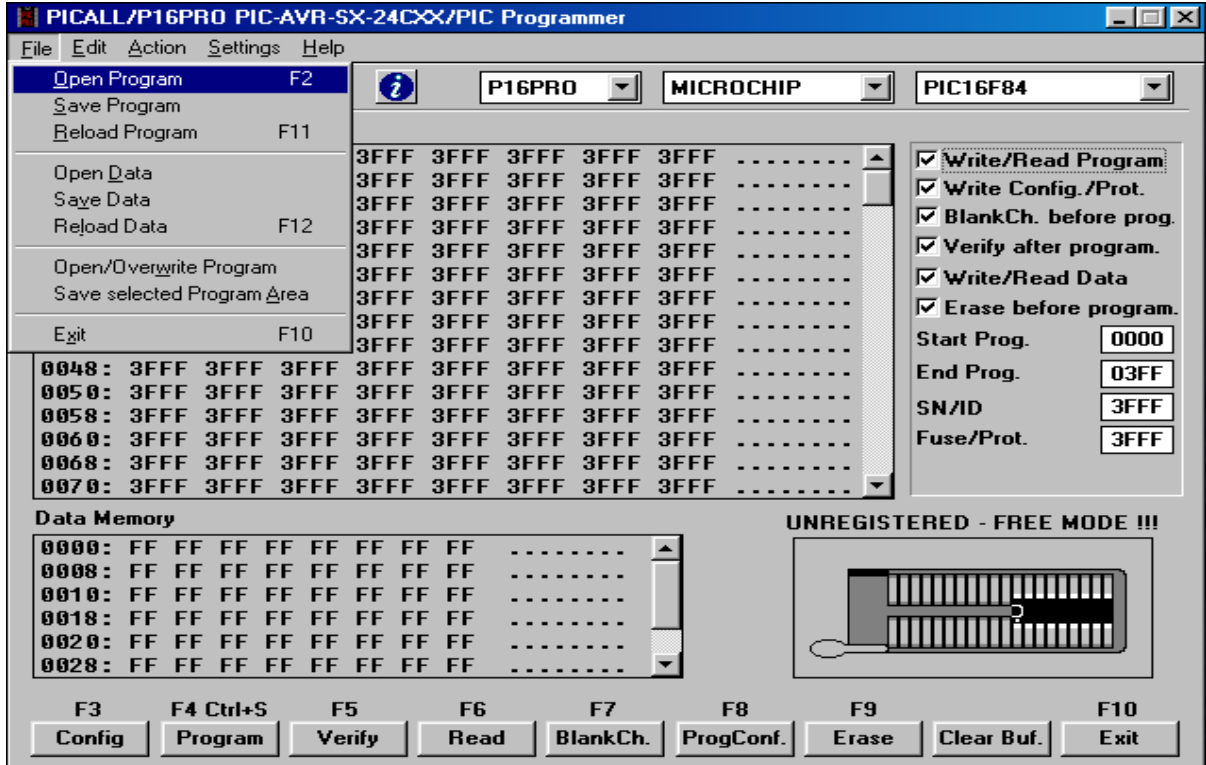 PICALL/P16PRO PIC-AVR-SX-24CXX/PIC Programmer
File Edit Action Settings Help
Open Program F2
Save Program
Reload Program F11
Open Data
Save Data
Reload Data F12
Open/Overwrite Program
Save selected Program Area
Exit F10
P16PRO MICROCHIP PIC16F84
3FFF 3FFF 3FFF 3FFF 3FFF ........
3FFF 3FFF 3FFF 3FFF 3FFF ........
3FFF 3FFF 3FFF 3FFF 3FFF ........
3FFF 3FFF 3FFF 3FFF 3FFF ........
3FFF 3FFF 3FFF 3FFF 3FFF ........
3FFF 3FFF 3FFF 3FFF 3FFF ........
3FFF 3FFF 3FFF 3FFF 3FFF ........
3FFF 3FFF 3FFF 3FFF 3FFF ........
3FFF 3FFF 3FFF 3FFF 3FFF ........
0048: 3FFF 3FFF 3FFF 3FFF 3FFF 3FFF 3FFF 3FFF ........
0050: 3FFF 3FFF 3FFF 3FFF 3FFF 3FFF 3FFF 3FFF ........
0058: 3FFF 3FFF 3FFF 3FFF 3FFF 3FFF 3FFF 3FFF ........
0060: 3FFF 3FFF 3FFF 3FFF 3FFF 3FFF 3FFF 3FFF ........
0068: 3FFF 3FFF 3FFF 3FFF 3FFF 3FFF 3FFF 3FFF ........
0070: 3FFF 3FFF 3FFF 3FFF 3FFF 3FFF 3FFF 3FFF ........
Write/Read Program
Write Config./Prot.
BlankCh. before prog.
Verify after program.
Write/Read Data
Erase before program.
Start Prog. 0000
End Prog. 03FF
SN/ID 3FFF
Fuse/Prot. 3FFF
Data Memory
0000: FF FF FF FF FF FF FF FF ........
0008: FF FF FF FF FF FF FF FF ........
0010: FF FF FF FF FF FF FF FF ........
0018: FF FF FF FF FF FF FF FF ........
0020: FF FF FF FF FF FF FF FF ........
0028: FF FF FF FF FF FF FF FF ........
UNREGISTERED - FREE MODE !!!
F3 F4 Ctrl+S F5 F6 F7 F8 F9 F10
Config Program Verify Read BlankCh. ProgConf. Erase Clear Buf. Exit